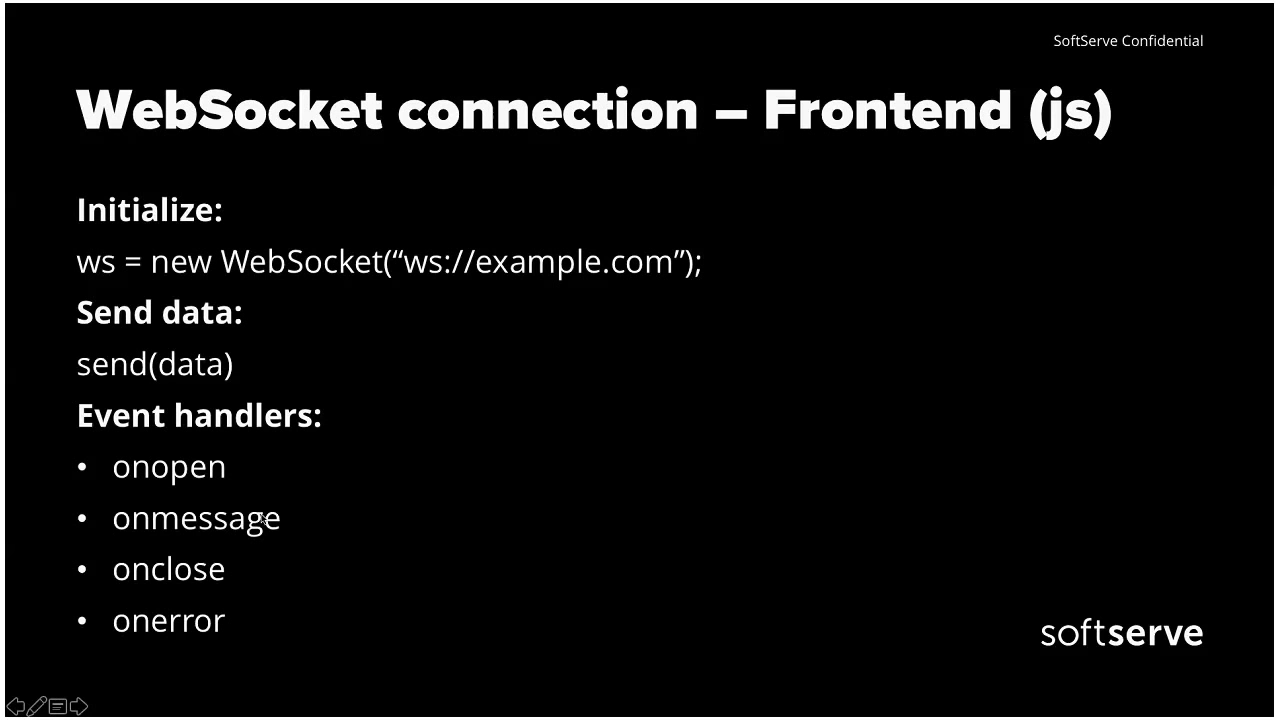 SoftServe Confidential
WebSocket connection – Frontend (js)
Initialize:
ws = new WebSocket(“ws://example.com”);
Send data:
send(data)
Event handlers:
• onopen
• onmessage
• onclose
• onerror
softserve